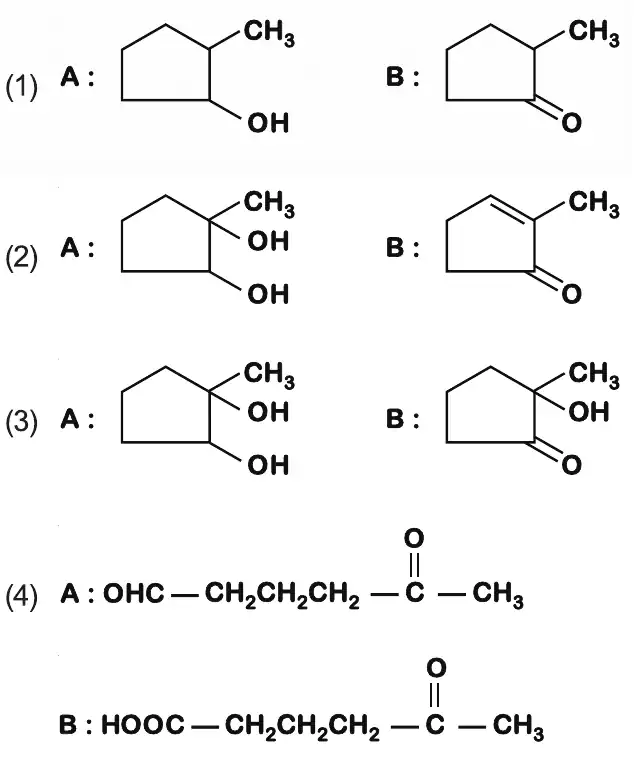 CH₃
(1) A : B :
OH O
CH₃ CH₃
(2) A : OH B :
OH O
CH₃ CH₃
(3) A : OH B : OH
OH O
O
(4) A : OHC — CH₂CH₂CH₂ — C — CH₃
O
B : HOOC — CH₂CH₂CH₂ — C — CH₃